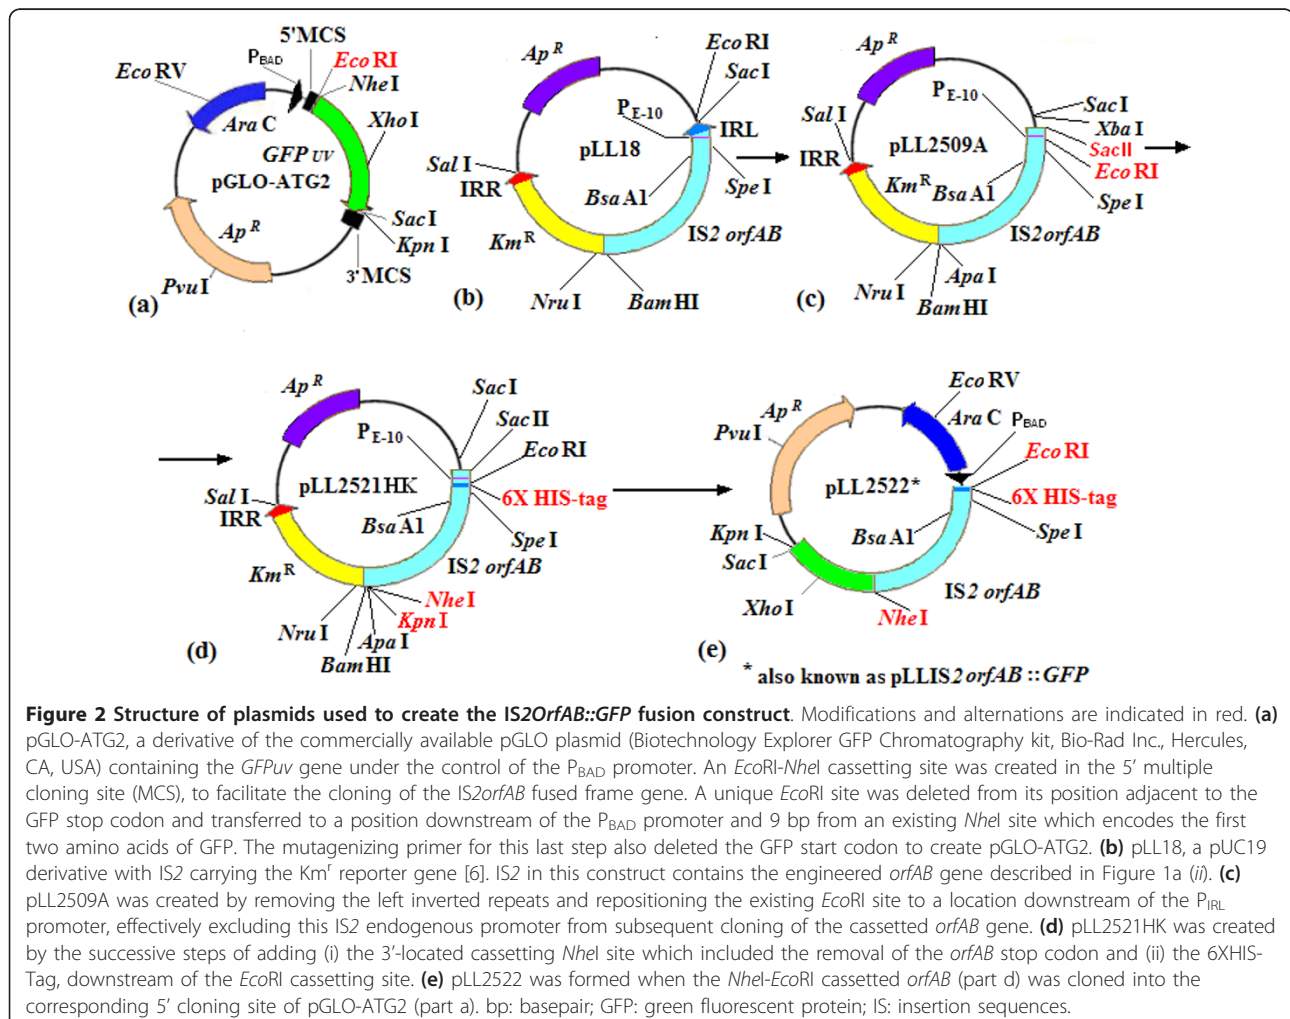 5'MCS
P_BAD
EcoRI
EcoRV
NheI
AraC
XhoI
GFP UV
pGLO-ATG2
Ap R
SacI
KpnI
3'MCS
PvuI
(a)
Ap R
EcoRI
SacI
P E-10
IRL
pLL18
SalI
IRR
BsaA1
SpeI
Km R
IS2 orfAB
NruI
BamHI
(b)
Ap R
P E-10
SacI
XbaI
SalI
pLL2509A
SacII
IRR
EcoRI
Km R
BsaA1
SpeI
IS2 orfAB
ApaI
NruI
BamHI
(c)
Ap R
SacI
SacII
P E-10
EcoRI
pLL2521HK
6X HIS-tag
SalI
IRR
BsaA1
SpeI
Km R
IS2 orfAB
NheI
KpnI
NruI
ApaI
BamHI
(d)
EcoRV
Ap R
AraC
P BAD
PvuI
EcoRI
pLL2522*
6X HIS-tag
KpnI
BsaA1
SpeI
SacI
IS2 orfAB
XhoI
NheI
(e)
* also known as pLLIS2 orfAB :: GFP
Figure 2 Structure of plasmids used to create the IS2OrfAB::GFP fusion construct. Modifications and alternations are indicated in red. (a)
pGLO-ATG2, a derivative of the commercially available pGLO plasmid (Biotechnology Explorer GFP Chromatography kit, Bio-Rad Inc., Hercules,
CA, USA) containing the GFPuv gene under the control of the PBAD promoter. An EcoRI-NheI cassetting site was created in the 5' multiple
cloning site (MCS), to facilitate the cloning of the IS2orfAB fused frame gene. A unique EcoRI site was deleted from its position adjacent to the
GFP stop codon and transferred to a position downstream of the PBAD promoter and 9 bp from an existing NheI site which encodes the first
two amino acids of GFP. The mutagenizing primer for this last step also deleted the GFP start codon to create pGLO-ATG2. (b) pLL18, a pUC19
derivative with IS2 carrying the Kmr reporter gene [6]. IS2 in this construct contains the engineered orfAB gene described in Figure 1a (ii). (c)
pLL2509A was created by removing the left inverted repeats and repositioning the existing EcoRI site to a location downstream of the PIRL
promoter, effectively excluding this IS2 endogenous promoter from subsequent cloning of the cassetted orfAB gene. (d) pLL2521HK was created
by the successive steps of adding (i) the 3'-located cassetting NheI site which included the removal of the orfAB stop codon and (ii) the 6XHIS-
Tag, downstream of the EcoRI cassetting site. (e) pLL2522 was formed when the NheI-EcoRI cassetted orfAB (part d) was cloned into the
corresponding 5' cloning site of pGLO-ATG2 (part a). bp: basepair; GFP: green fluorescent protein; IS: insertion sequences.